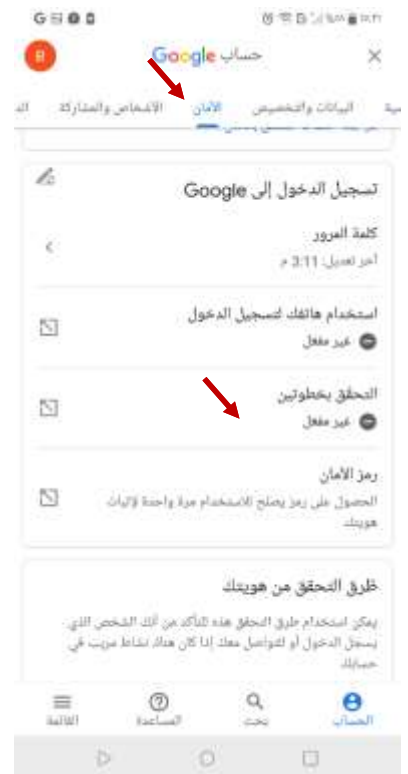 حساب Google
البيانات والتخصيص
الأمان
الأشخاص والمشاركة
تسجيل الدخول إلى Google
كلمة المرور
آخر تعديل: 3:11 م
استخدام هاتفك لتسجيل الدخول
غير مفعل
التحقق بخطوتين
غير مفعل
رمز الأمان
الحصول على رمز يصلح للاستخدام مرة واحدة لإثبات
هويتك
طُرق التحقق من هويتك
يمكن استخدام طرق التحقق هذه للتأكد من أنك الشخص الذي
يسجل الدخول أو للتواصل معك إذا كان هناك نشاط مريب في
حسابك
الحساب
بحث
المساعدة
القائمة